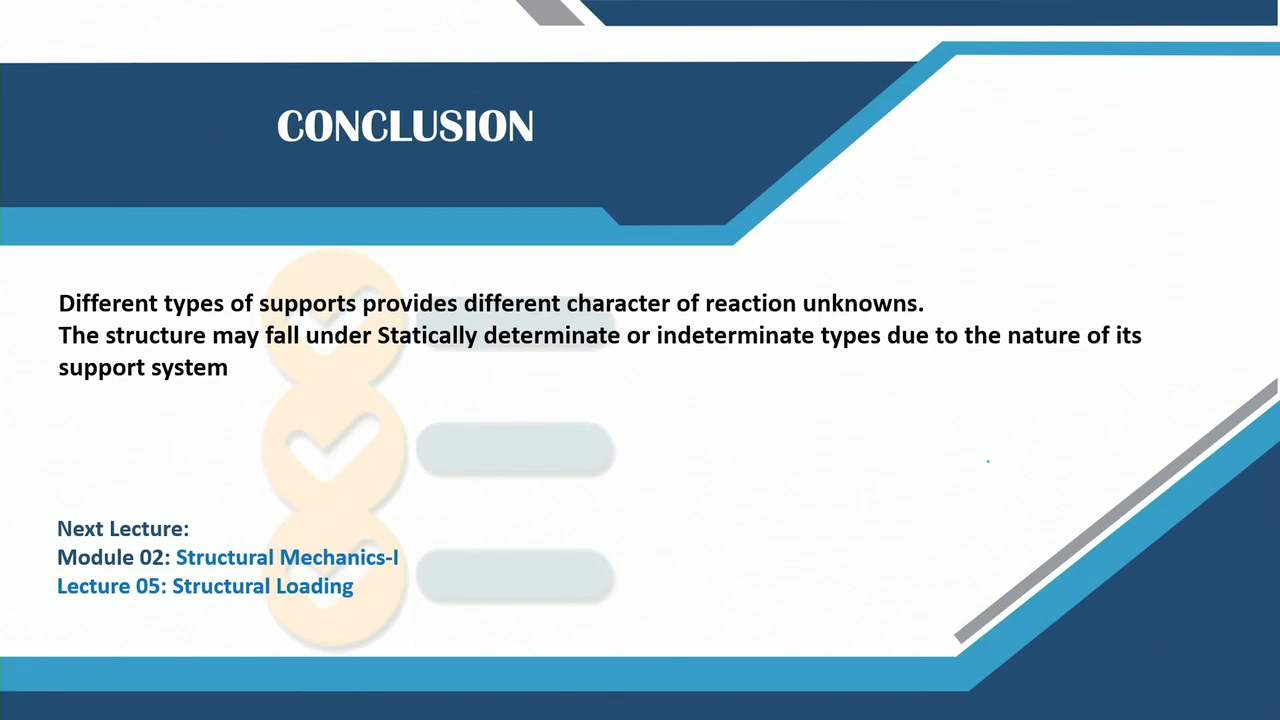 CONCLUSION
Different types of supports provides different character of reaction unknowns.
The structure may fall under Statically determinate or indeterminate types due to the nature of its
support system
Next Lecture:
Module 02: Structural Mechanics-I
Lecture 05: Structural Loading